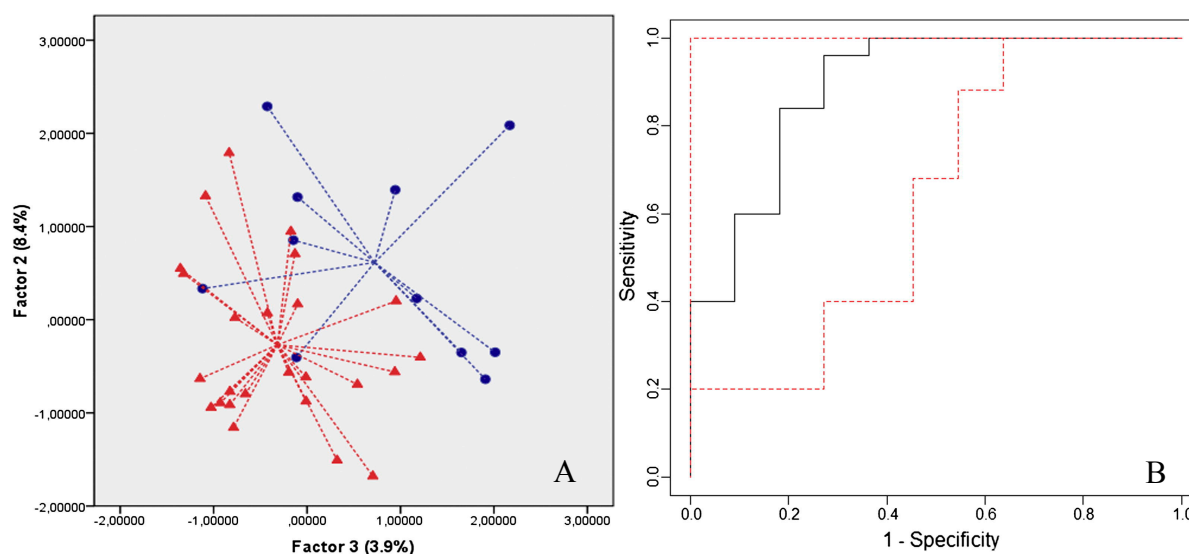 3,00000
2,00000
1,00000
,00000
-1,00000
-2,00000
Factor 2 (8.4%)
-2,00000 -1,00000 ,00000 1,00000 2,00000 3,00000
Factor 3 (3.9%)
A
1.0
0.8
0.6
0.4
0.2
0.0
Sensitivity
0.0 0.2 0.4 0.6 0.8 1.0
1 - Specificity
B